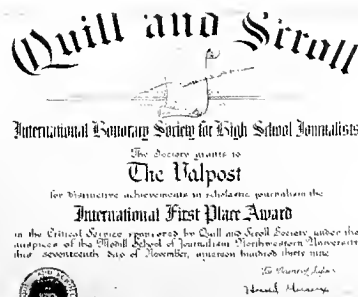 Quill and Scroll
International Honorary Society for High School Journalists
The Society grants to
The Valpost
for distinctive achievements in scholastic journalism the
International First Place Award
in the Critical Service sponsored by Quill and Scroll Society under the
auspices of the Medill School of Journalism Northwestern University
this seventeenth day of November, nineteen hundred thirty nine